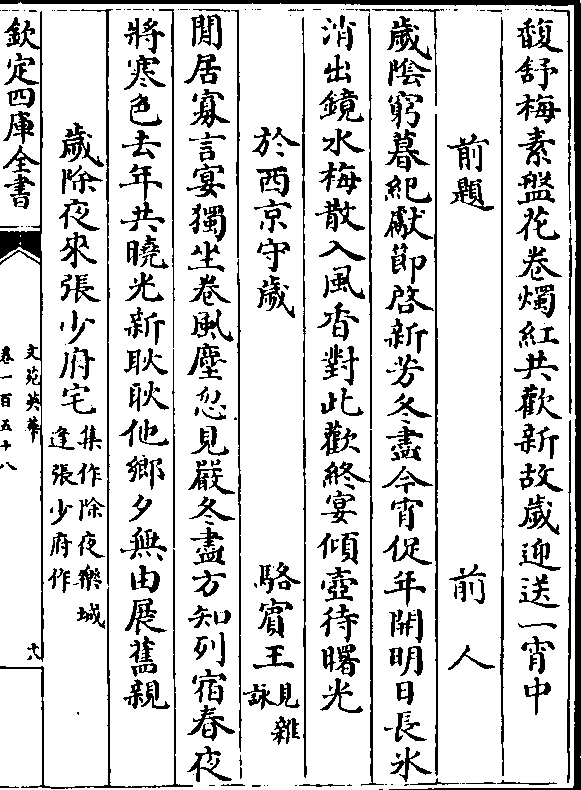 馥舒梅素盤花卷燭紅共歡新故歲迎送一宵中
前題　前人
歲陰窮暮紀獻節啓新芳冬盡今宵促年開明日長氷
消出鏡水梅散入風香對此歡終宴傾壺待曙光
於西京守歲　駱賓王見雜詠
閒居寡言宴獨坐卷風塵忽見嚴冬盡方知列宿春夜
將寒色去年共曉光新耿耿他鄉夕無由展舊親
歲除夜來張少府宅集作除夜樂城逢張少府作
欽定四庫全書
文苑英華
卷一百五十八